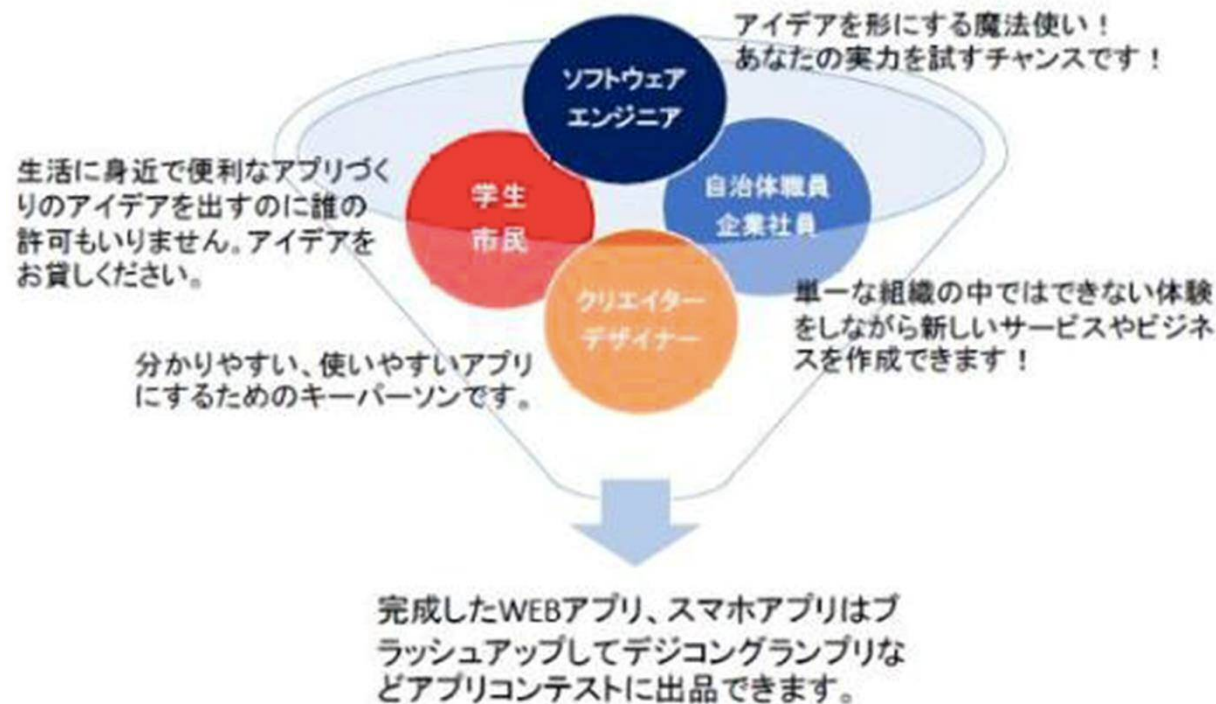 アイデアを形にする魔法使い！
あなたの実力を試すチャンスです！
ソフトウェア
エンジニア
生活に身近で便利なアプリづく
りのアイデアを出すのに誰の
許可もいりません。アイデアを
お貸しください。
学生
市民
自治体職員
企業社員
単一な組織の中ではできない体験
をしながら新しいサービスやビジネ
スを作成できます！
クリエイター
デザイナー
分かりやすい、使いやすいアプリ
にするためのキーパーソンです。
完成したWEBアプリ、スマホアプリはブ
ラッシュアップしてデジコングランプリな
どアプリコンテストに出品できます。